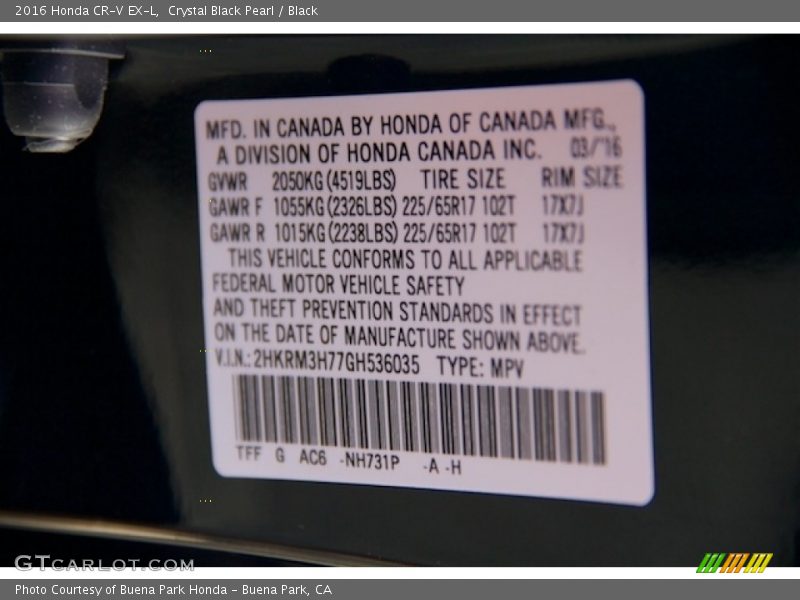 2016 Honda CR-V EX-L,  Crystal Black Pearl / Black
MFD. IN CANADA BY HONDA OF CANADA MFG.,
A DIVISION OF HONDA CANADA INC. 03/'16
GVWR 2050KG(4519LBS) TIRE SIZE RIM SIZE
GAWR F 1055KG(2326LBS) 225/65R17 102T 17X7J
GAWR R 1015KG(2238LBS) 225/65R17 102T 17X7J
THIS VEHICLE CONFORMS TO ALL APPLICABLE
FEDERAL MOTOR VEHICLE SAFETY
AND THEFT PREVENTION STANDARDS IN EFFECT
ON THE DATE OF MANUFACTURE SHOWN ABOVE.
V.I.N.: 2HKRM3H77GH536035 TYPE: MPV
TFF G AC6 -NH731P -A -H
GTCARLOT.COM
Photo Courtesy of Buena Park Honda - Buena Park, CA